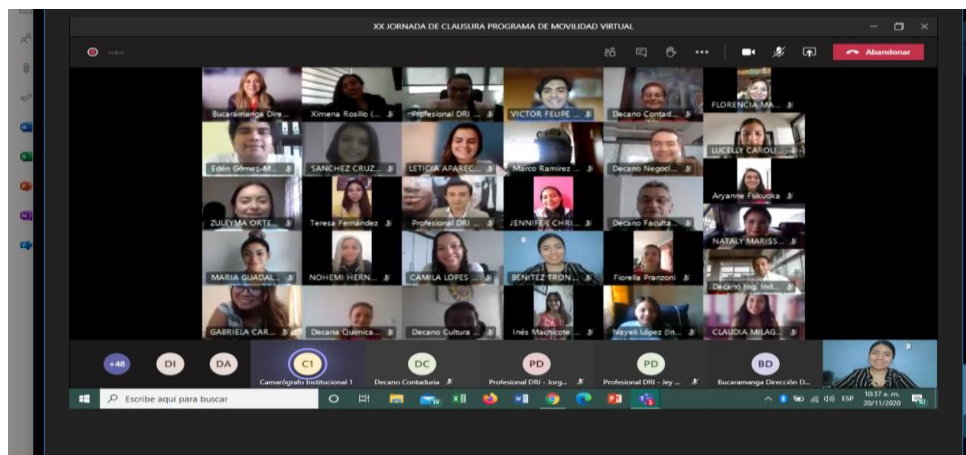 XX JORNADA DE CLAUSURA PROGRAMA DE MOVILIDAD VIRTUAL
Abandonar
Bucaramanga Dire...
Ximena Rosillo (...
Profesional DRI ...
VICTOR FELIPE ...
Decano Contad...
FLORENCIA MA...
Edén Gómez M...
SANCHEZ CRUZ...
LETICIA APAREC...
Marco Ramirez ...
Decano Negoci...
LUCELLY CAROLI...
Aryanne Fukuoka
ZULEYMA ORTE...
Teresa Fernández
Profesional DRI ...
JENNIFER CHRI...
Decano Faculta...
NATALY MARISS...
MARIA GUADAL...
NOHEMI HERN...
CAMILA LOPES ...
BENITEZ TRON...
Fiorella Pranzoni
Decano Ing. Ind...
GABRIELA CAR...
Decana Química...
Decano Cultura ...
Inés Machicote ...
Nayeli López (In...
CLAUDIA MILAG...
+48
DI
DA
C1
DC
PD
PD
BD
Camarógrafo Institucional 1
Decano Contaduria
Profesional DRI - Jorg...
Profesional DRI - Jey ...
Bucaramanga Dirección D...
Escribe aquí para buscar
ESP
10:37 a. m.
20/11/2020